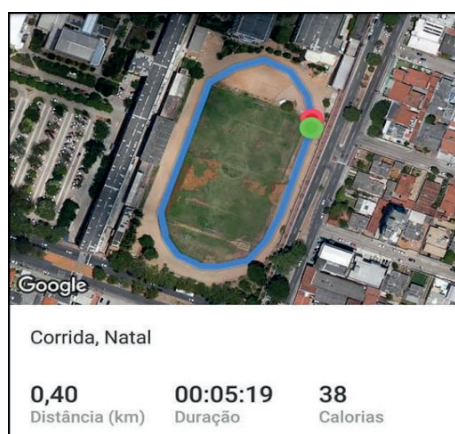 Google
Corrida, Natal
0,40 00:05:19 38
Distância (km) Duração Calorias